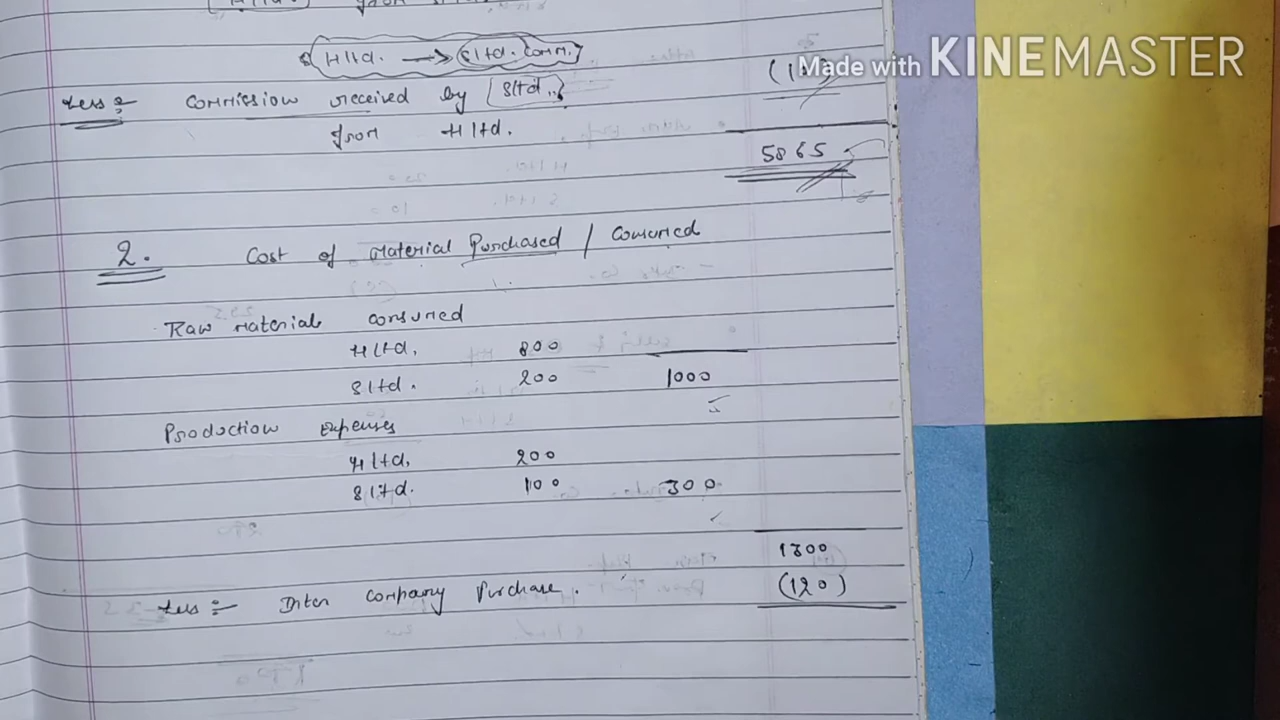 H ltd. → S ltd. comm.
Less :- Commission received by S ltd.
from H ltd.
Made with KINEMASTER
5865
2. Cost of Material Purchased / Consumed
Raw Materials consumed
H Ltd. 800
S ltd. 200 1000
Production Expenses
H ltd. 200
S ltd. 100 300
1300
Less :- Inter company Purchase. (120)